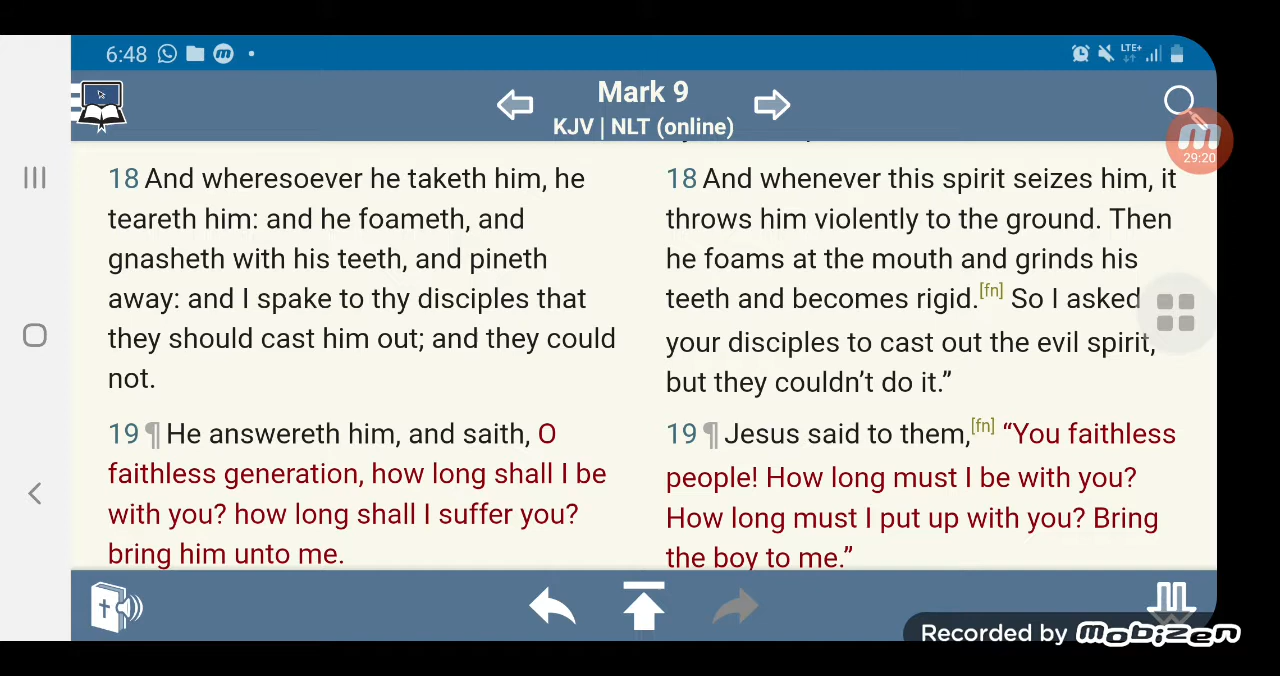 6:48
LTE+
Mark 9
KJV | NLT (online)
29:20
18 And wheresoever he taketh him, he
teareth him: and he foameth, and
gnasheth with his teeth, and pineth
away: and I spake to thy disciples that
they should cast him out; and they could
not.
19 ¶ He answereth him, and saith, O
faithless generation, how long shall I be
with you? how long shall I suffer you?
bring him unto me.
18 And whenever this spirit seizes him, it
throws him violently to the ground. Then
he foams at the mouth and grinds his
teeth and becomes rigid.[fn] So I asked
your disciples to cast out the evil spirit,
but they couldn’t do it.”
19 ¶ Jesus said to them,[fn] “You faithless
people! How long must I be with you?
How long must I put up with you? Bring
the boy to me.”
Recorded by mobizen